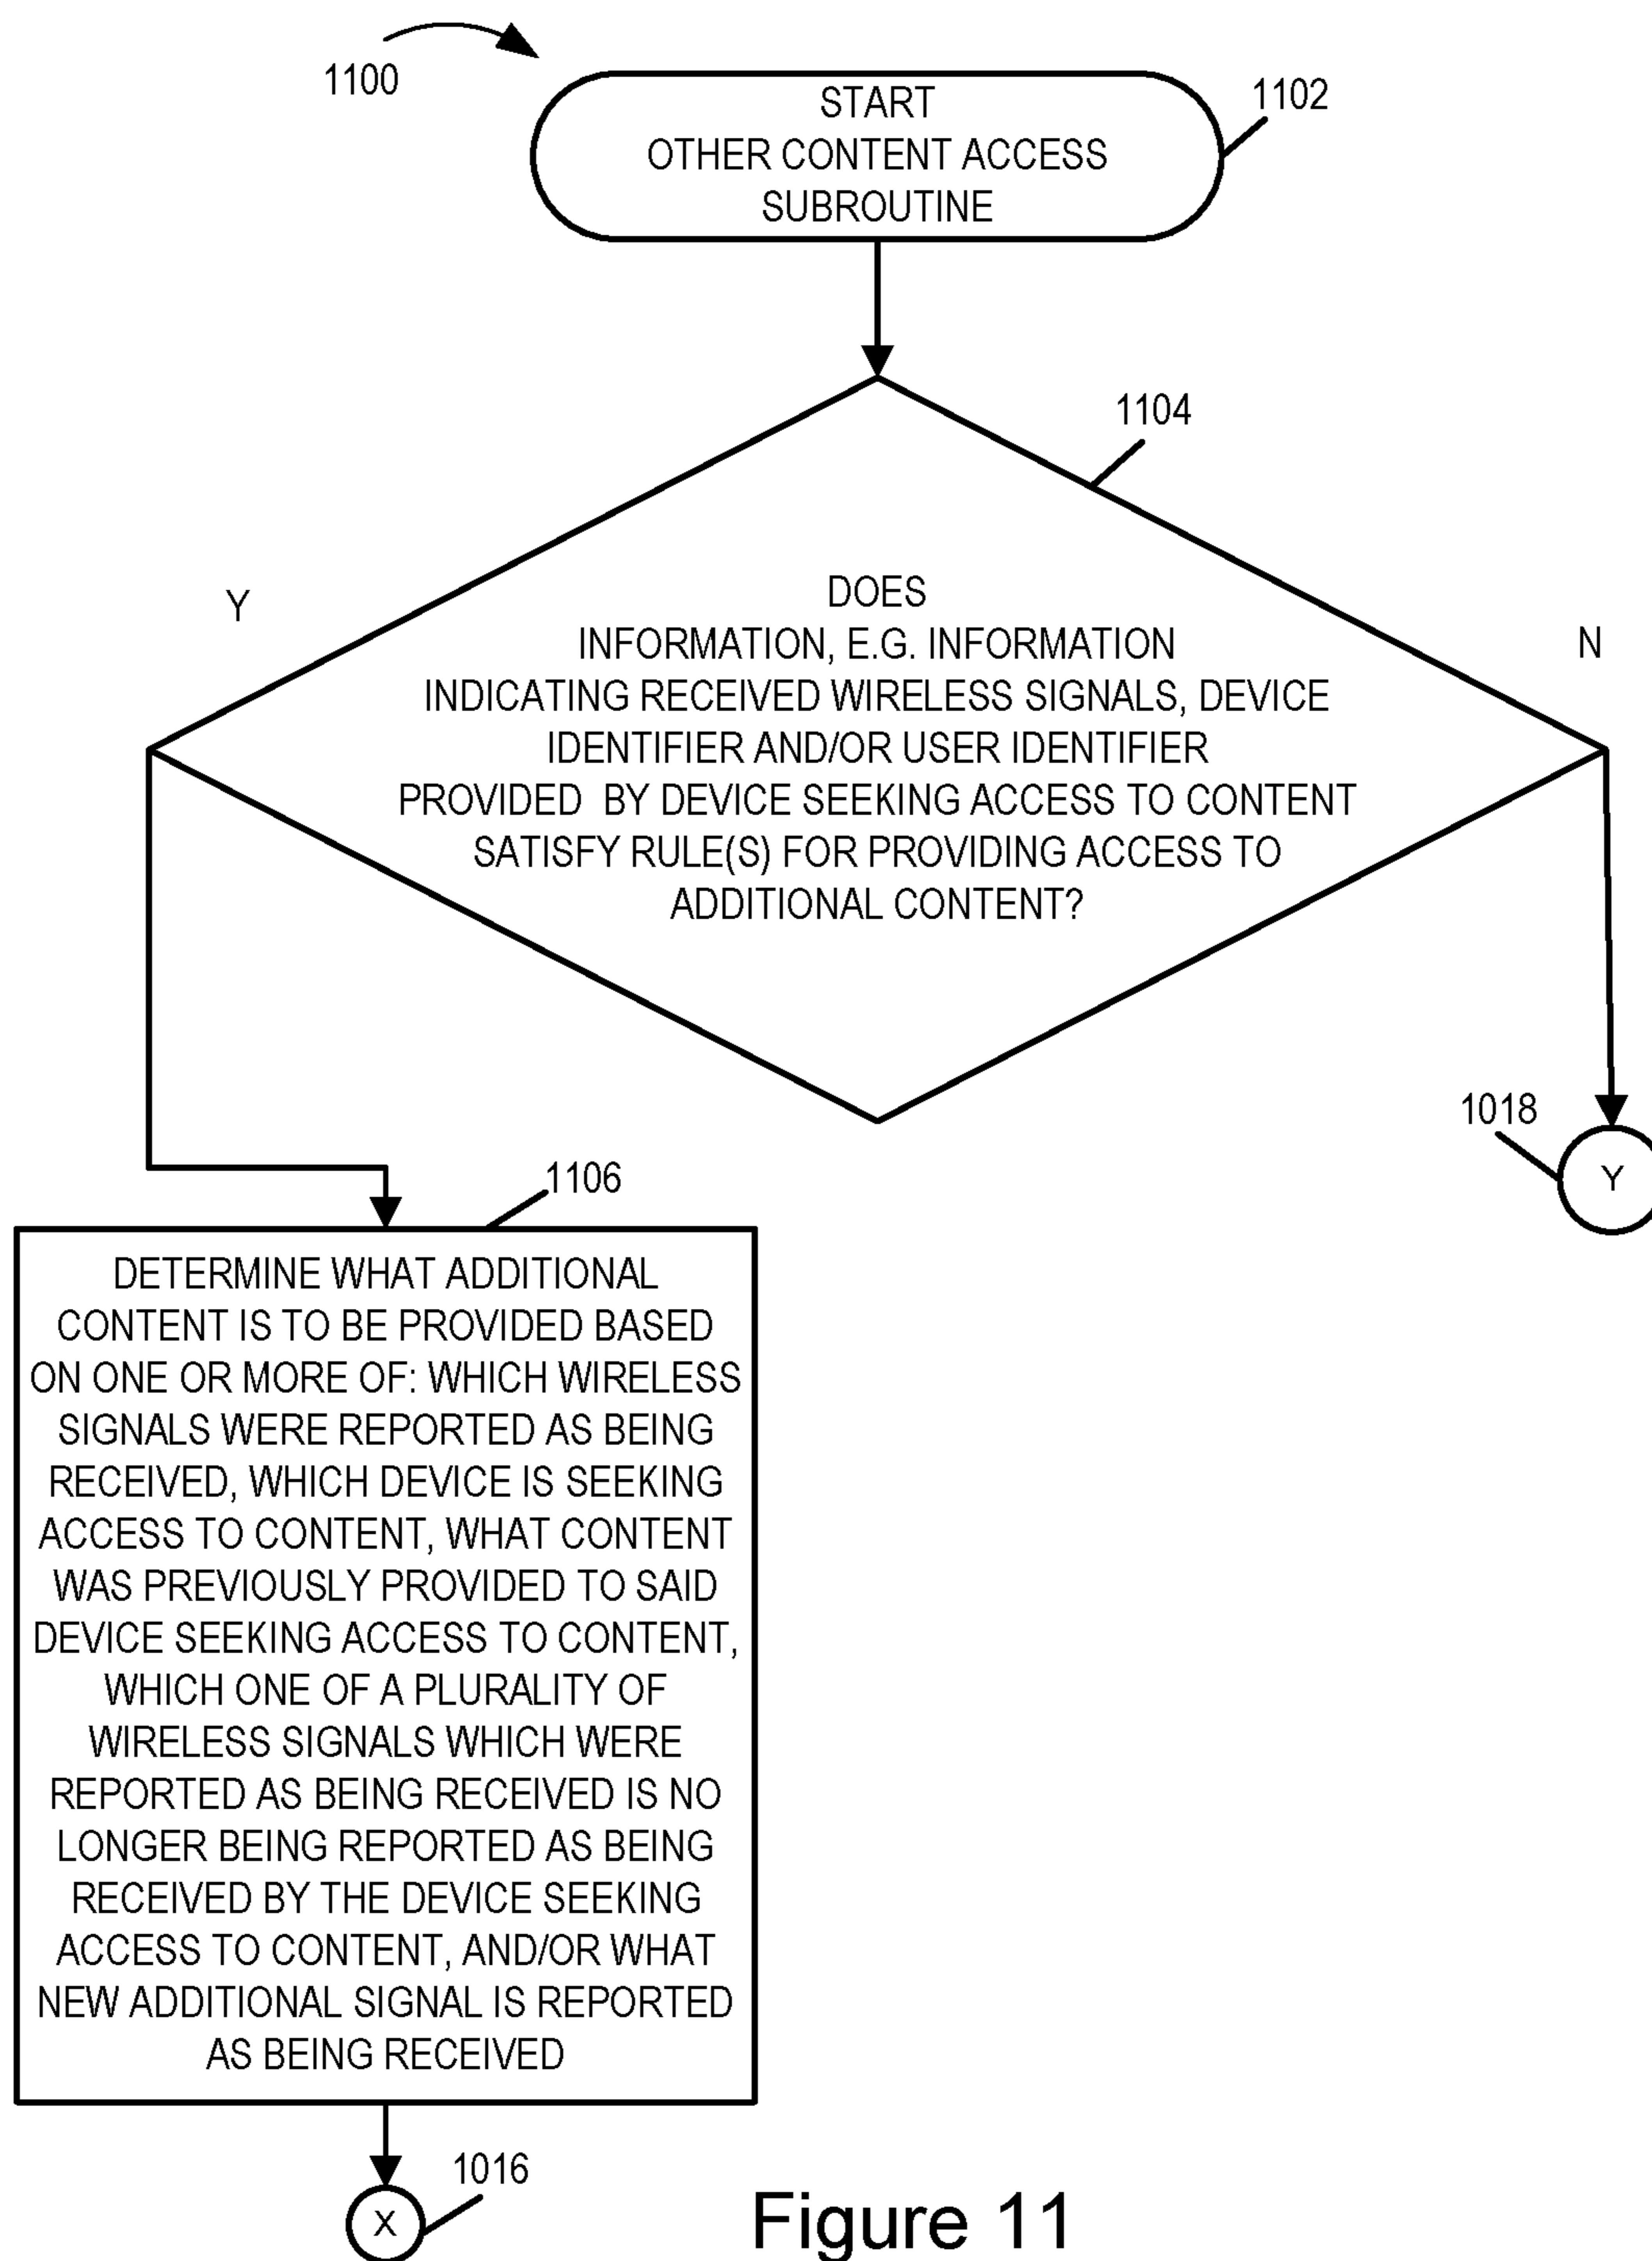 1100
1102
START
OTHER CONTENT ACCESS
SUBROUTINE
1104
Y
N
DOES
INFORMATION, E.G. INFORMATION
INDICATING RECEIVED WIRELESS SIGNALS, DEVICE
IDENTIFIER AND/OR USER IDENTIFIER
PROVIDED BY DEVICE SEEKING ACCESS TO CONTENT
SATISFY RULE(S) FOR PROVIDING ACCESS TO
ADDITIONAL CONTENT?
1018
Y
1106
DETERMINE WHAT ADDITIONAL
CONTENT IS TO BE PROVIDED BASED
ON ONE OR MORE OF: WHICH WIRELESS
SIGNALS WERE REPORTED AS BEING
RECEIVED, WHICH DEVICE IS SEEKING
ACCESS TO CONTENT, WHAT CONTENT
WAS PREVIOUSLY PROVIDED TO SAID
DEVICE SEEKING ACCESS TO CONTENT,
WHICH ONE OF A PLURALITY OF
WIRELESS SIGNALS WHICH WERE
REPORTED AS BEING RECEIVED IS NO
LONGER BEING REPORTED AS BEING
RECEIVED BY THE DEVICE SEEKING
ACCESS TO CONTENT, AND/OR WHAT
NEW ADDITIONAL SIGNAL IS REPORTED
AS BEING RECEIVED
1016
X
Figure 11